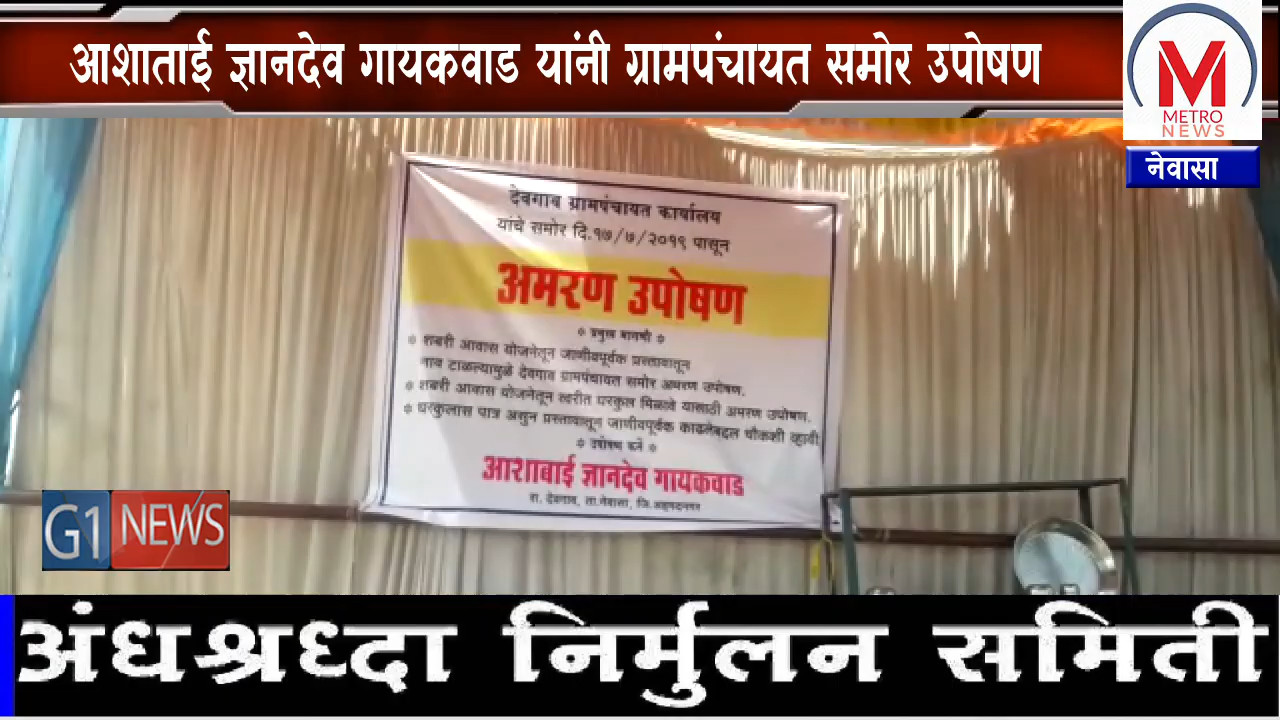 आशाताई ज्ञानदेव गायकवाड यांनी ग्रामपंचायत समोर उपोषण
M
METRO
NEWS
नेवासा
देवगाव ग्रामपंचायत कार्यालय
यांचे समोर दि.१७/७/२०१९ पासून
अमरण उपोषण
प्रमुख मागणी
शबरी आवास योजनेतून जाणीवपूर्वक प्रस्तावातून
नाव टाळल्यामुळे देवगाव ग्रामपंचायत समोर अमरण उपोषण.
शबरी आवास योजनेतून त्वरीत घरकुल मिळावे यासाठी अमरण उपोषण.
घरकुलास पात्र असुन प्रस्तावातून जाणीवपूर्वक काढलेबद्दल चौकशी व्हावी
उपोषण कर्ते
आशाबाई ज्ञानदेव गायकवाड
रा. देवगाव, ता.नेवासा, जि.अहमदनगर
G1 NEWS
अंधश्रध्दा निर्मुलन समिती